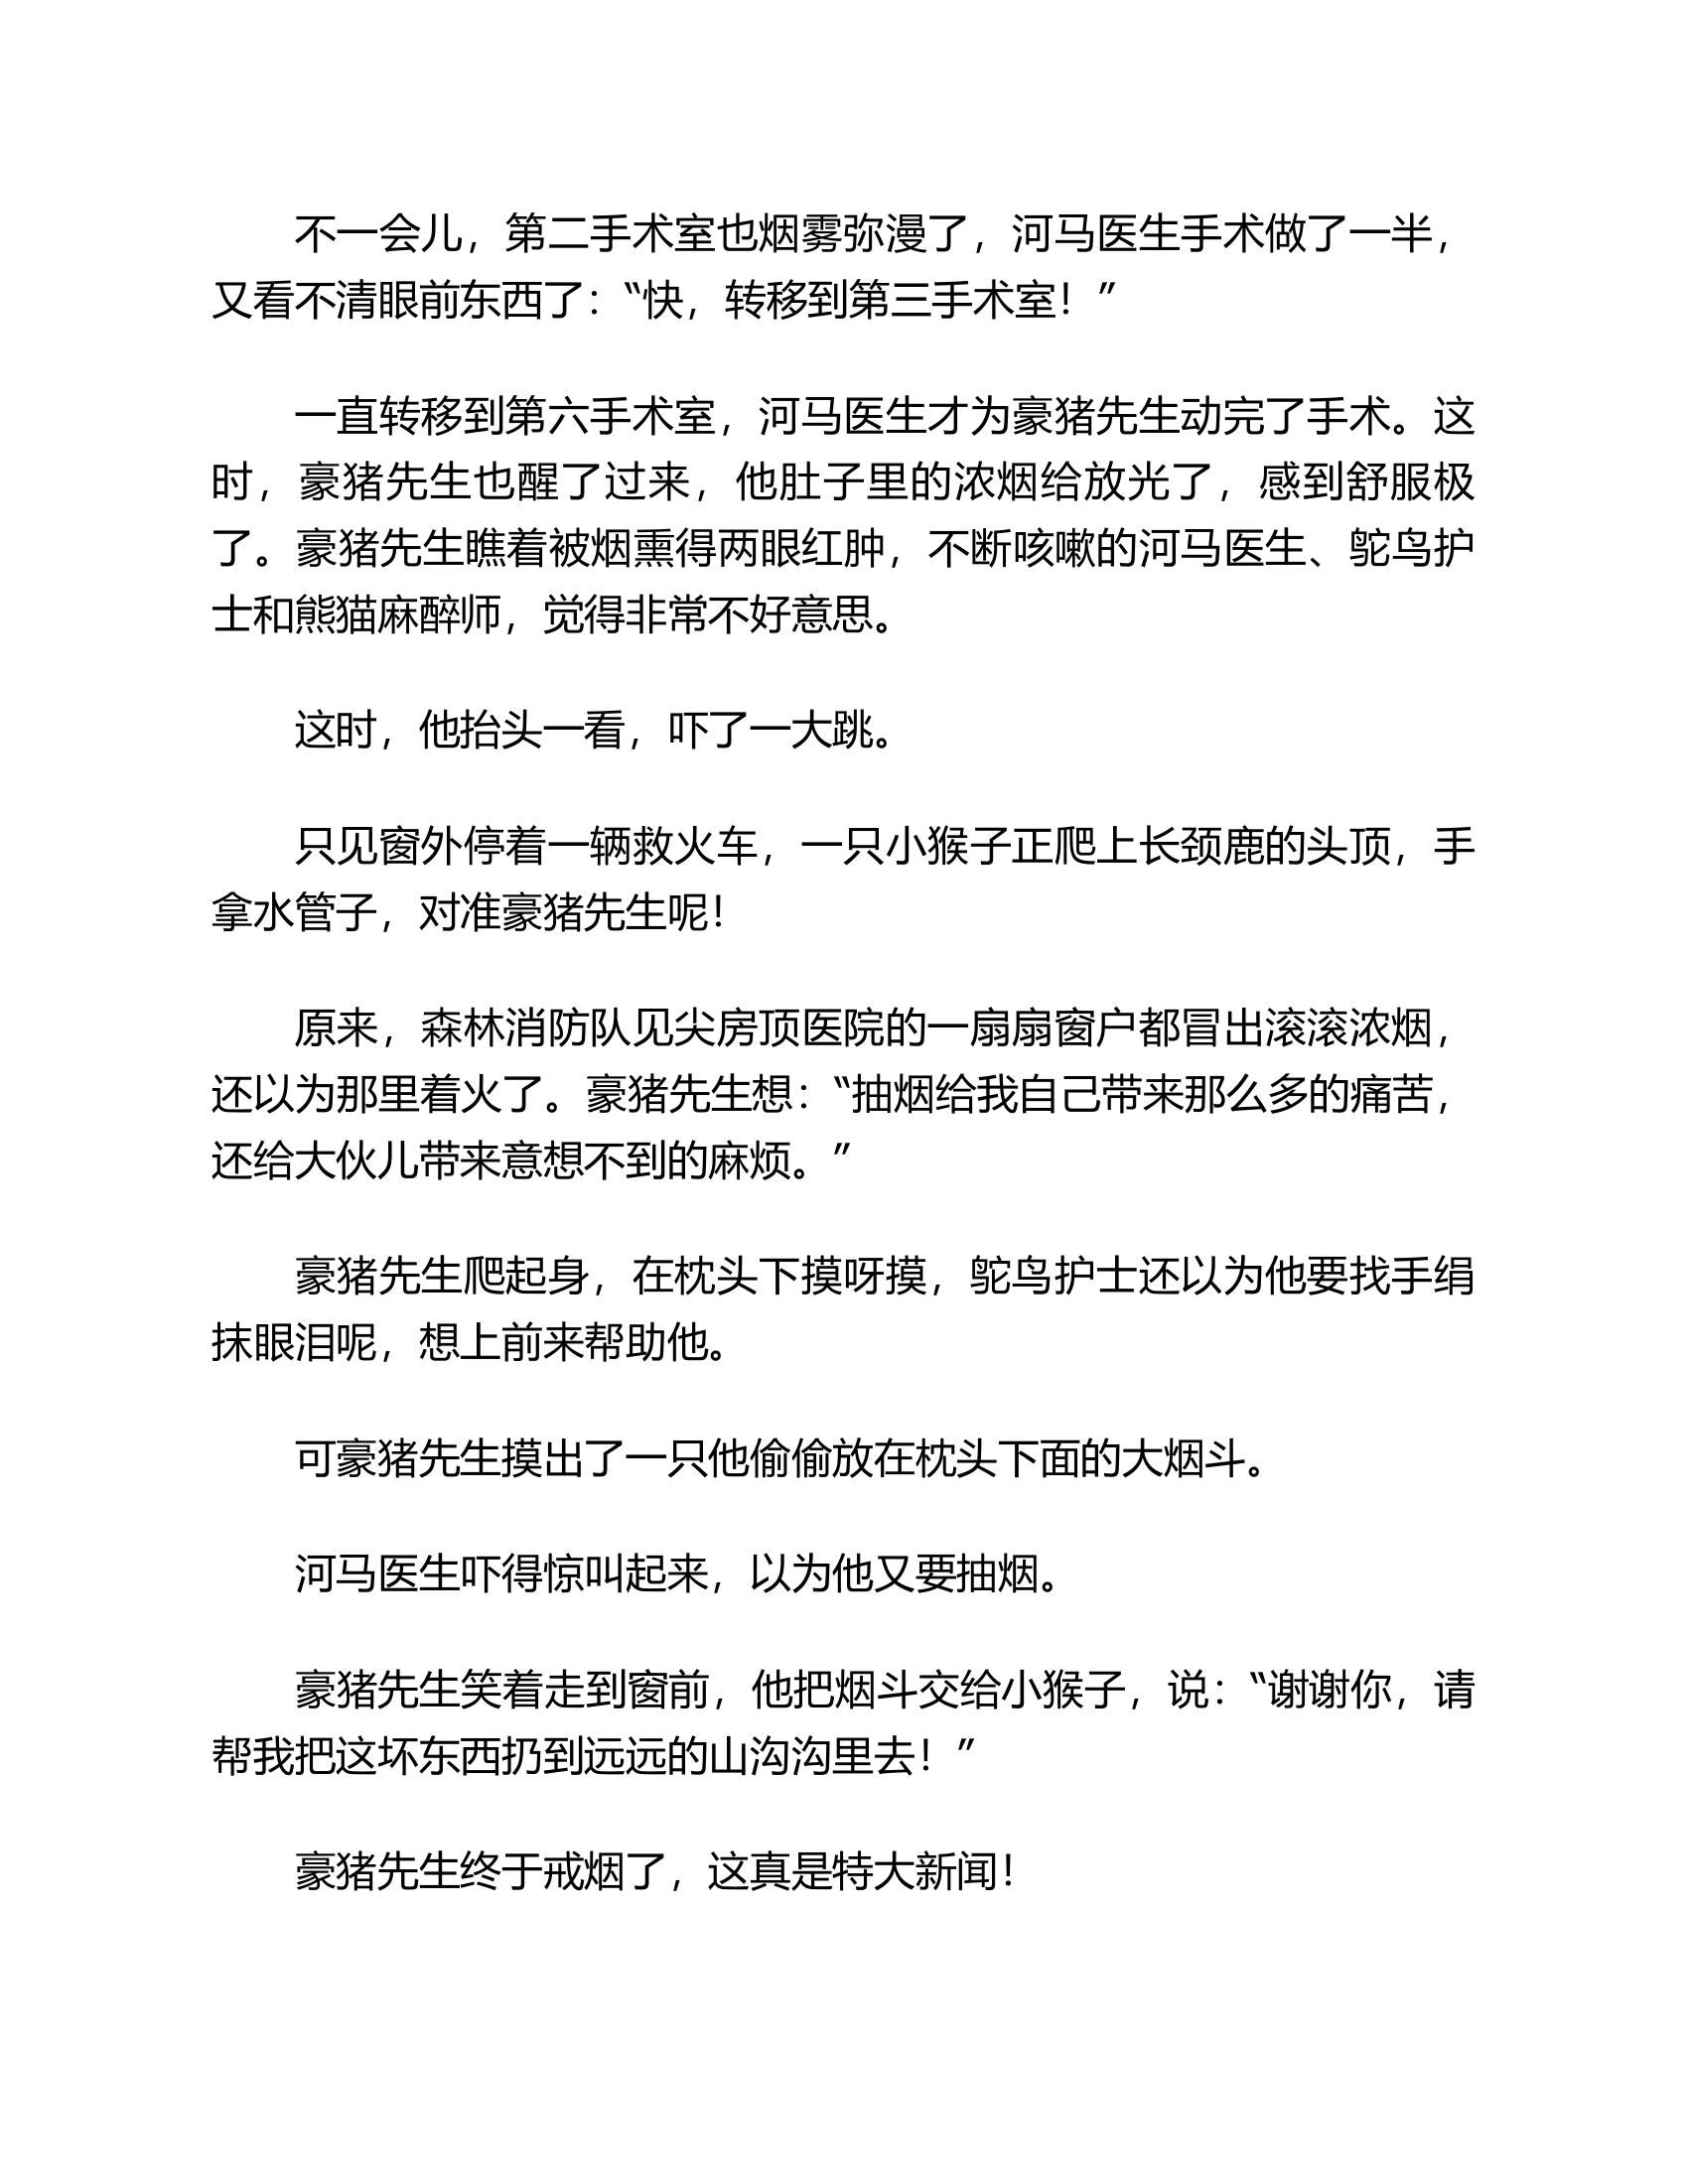 不一会儿，第二手术室也烟雾弥漫了，河马医生手术做了一半，
又看不清眼前东西了：“快，转移到第三手术室！”
一直转移到第六手术室，河马医生才为豪猪先生动完了手术。这
时，豪猪先生也醒了过来，他肚子里的浓烟给放光了，感到舒服极
了。豪猪先生瞧着被烟熏得两眼红肿，不断咳嗽的河马医生、鸵鸟护
士和熊猫麻醉师，觉得非常不好意思。
这时，他抬头一看，吓了一大跳。
只见窗外停着一辆救火车，一只小猴子正爬上长颈鹿的头顶，手
拿水管子，对准豪猪先生呢！
原来，森林消防队见尖房顶医院的一扇扇窗户都冒出滚滚浓烟，
还以为那里着火了。豪猪先生想：“抽烟给我自己带来那么多的痛苦，
还给大伙儿带来意想不到的麻烦。”
豪猪先生爬起身，在枕头下摸呀摸，鸵鸟护士还以为他要找手绢
抹眼泪呢，想上前来帮助他。
可豪猪先生摸出了一只他偷偷放在枕头下面的大烟斗。
河马医生吓得惊叫起来，以为他又要抽烟。
豪猪先生笑着走到窗前，他把烟斗交给小猴子，说：“谢谢你，请
帮我把这坏东西扔到远远的山沟沟里去！”
豪猪先生终于戒烟了，这真是特大新闻！